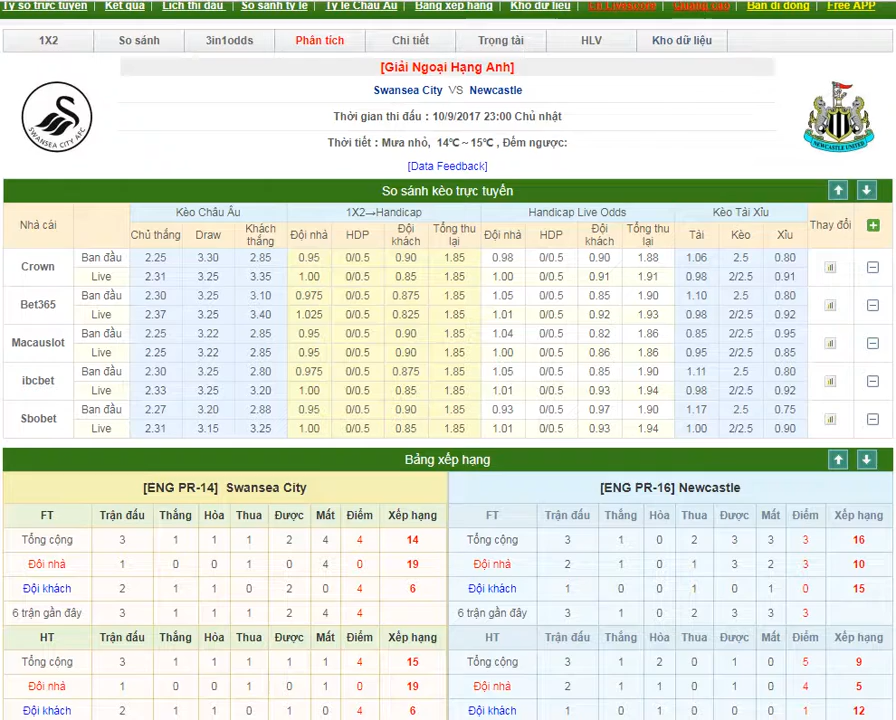 Tỷ số trực tuyến Kết quả Lịch thi đấu Số sánh tỷ lệ Tỷ lệ Châu Âu Bảng xếp hạng Kho dữ liệu Cn Livescore Quảng cáo Bản di động Free APP
1X2 So sánh 3in1odds Phân tích Chi tiết Trọng tài HLV Kho dữ liệu
[Giải Ngoại Hạng Anh]
Swansea City VS Newcastle
Thời gian thi đấu : 10/9/2017 23:00 Chủ nhật
Thời tiết : Mưa nhỏ, 14℃～15℃ , Đếm ngược:
[Data Feedback]
SWANSEA CITY AFC
NEWCASTLE UNITED
So sánh kèo trực tuyến
Nhà cái Kèo Châu Âu 1X2→Handicap Handicap Live Odds Kèo Tài Xỉu Thay đổi
Chủ thắng Draw Khách thắng Đội nhà HDP Đội khách Tổng thu lại Đội nhà HDP Đội khách Tổng thu lại Tài Kèo Xỉu
Crown Ban đầu 2.25 3.30 2.85 0.95 0/0.5 0.90 1.85 0.98 0/0.5 0.90 1.88 1.06 2.5 0.80
Live 2.31 3.25 3.35 1.00 0/0.5 0.85 1.85 1.00 0/0.5 0.91 1.91 0.98 2/2.5 0.91
Bet365 Ban đầu 2.30 3.25 3.10 0.975 0/0.5 0.875 1.85 1.05 0/0.5 0.85 1.90 1.10 2.5 0.80
Live 2.37 3.25 3.40 1.025 0/0.5 0.825 1.85 1.01 0/0.5 0.92 1.93 0.98 2/2.5 0.92
Macauslot Ban đầu 2.25 3.22 2.85 0.95 0/0.5 0.90 1.85 1.04 0/0.5 0.82 1.86 0.85 2/2.5 0.95
Live 2.25 3.22 2.85 0.95 0/0.5 0.90 1.85 1.00 0/0.5 0.86 1.86 0.95 2/2.5 0.85
ibcbet Ban đầu 2.30 3.25 2.80 0.975 0/0.5 0.875 1.85 1.05 0/0.5 0.85 1.90 1.11 2.5 0.80
Live 2.33 3.25 3.20 1.00 0/0.5 0.85 1.85 1.01 0/0.5 0.93 1.94 0.98 2/2.5 0.92
Sbobet Ban đầu 2.27 3.20 2.88 0.95 0/0.5 0.90 1.85 0.93 0/0.5 0.97 1.90 1.17 2.5 0.75
Live 2.31 3.15 3.25 1.00 0/0.5 0.85 1.85 1.01 0/0.5 0.93 1.94 1.00 2/2.5 0.90
Bảng xếp hạng
[ENG PR-14] Swansea City
FT Trận đấu Thắng Hòa Thua Được Mất Điểm Xếp hạng
Tổng cộng 3 1 1 1 2 4 4 14
Đội nhà 1 0 0 1 0 4 0 19
Đội khách 2 1 1 0 2 0 4 6
6 trận gần đây 3 1 1 1 2 4 4
HT Trận đấu Thắng Hòa Thua Được Mất Điểm Xếp hạng
Tổng cộng 3 1 1 1 1 1 4 15
Đội nhà 1 0 0 1 0 1 0 19
Đội khách 2 1 1 0 1 0 4 6
[ENG PR-16] Newcastle
FT Trận đấu Thắng Hòa Thua Được Mất Điểm Xếp hạng
Tổng cộng 3 1 0 2 3 3 3 16
Đội nhà 2 1 0 1 3 2 3 10
Đội khách 1 0 0 1 0 1 0 15
6 trận gần đây 3 1 0 2 3 3 3
HT Trận đấu Thắng Hòa Thua Được Mất Điểm Xếp hạng
Tổng cộng 3 1 2 0 1 0 5 9
Đội nhà 2 1 1 0 1 0 4 5
Đội khách 1 0 1 0 0 0 1 12